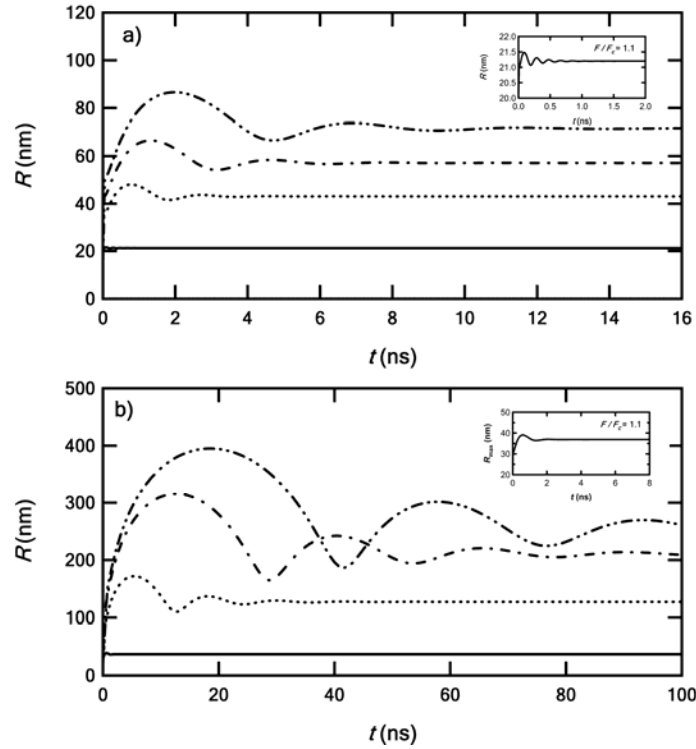 a)
120
100
80
60
40
20
0
R (nm)
0 2 4 6 8 10 12 14 16
t (ns)
22.0
21.5
21.0
20.5
20.0
R (nm)
F / F_c = 1.1
0.0 0.5 1.0 1.5 2.0
t (ns)
b)
500
400
300
200
100
0
R (nm)
0 20 40 60 80 100
t (ns)
50
40
30
20
R_max (nm)
F / F_c = 1.1
0 2 4 6 8
t (ns)